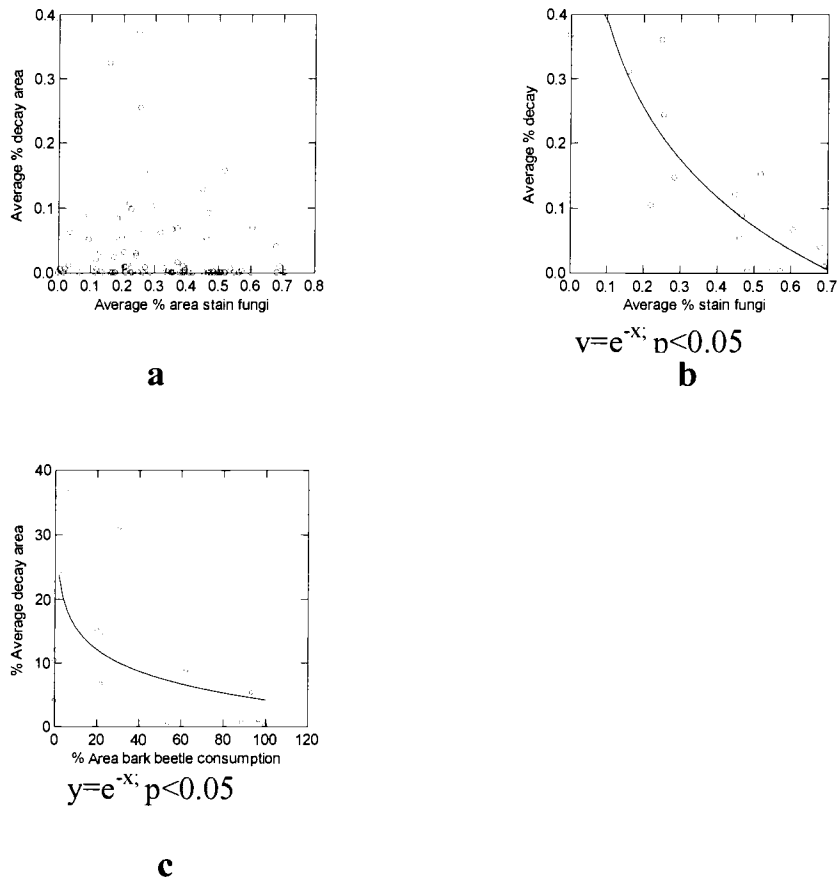 0.4
0.3
0.2
0.1
0.0
Average % decay area
0.0 0.1 0.2 0.3 0.4 0.5 0.6 0.7 0.8
Average % area stain fungi
a
0.4
0.3
0.2
0.1
0.0
Average % decay
0.0 0.1 0.2 0.3 0.4 0.5 0.6 0.7
Average % stain fungi
y=e^-x; p<0.05
b
40
30
20
10
0
% Average decay area
0 20 40 60 80 100 120
% Area bark beetle consumption
y=e^-x; p<0.05
c